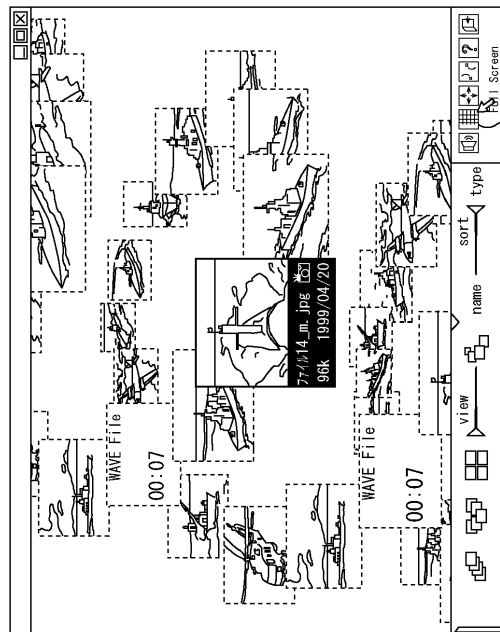 WAVE File
00:07
ファイル14_m.jpg
96k 1999/04/20
WAVE File
00:07
view
name
sort
type
?
Full Screen